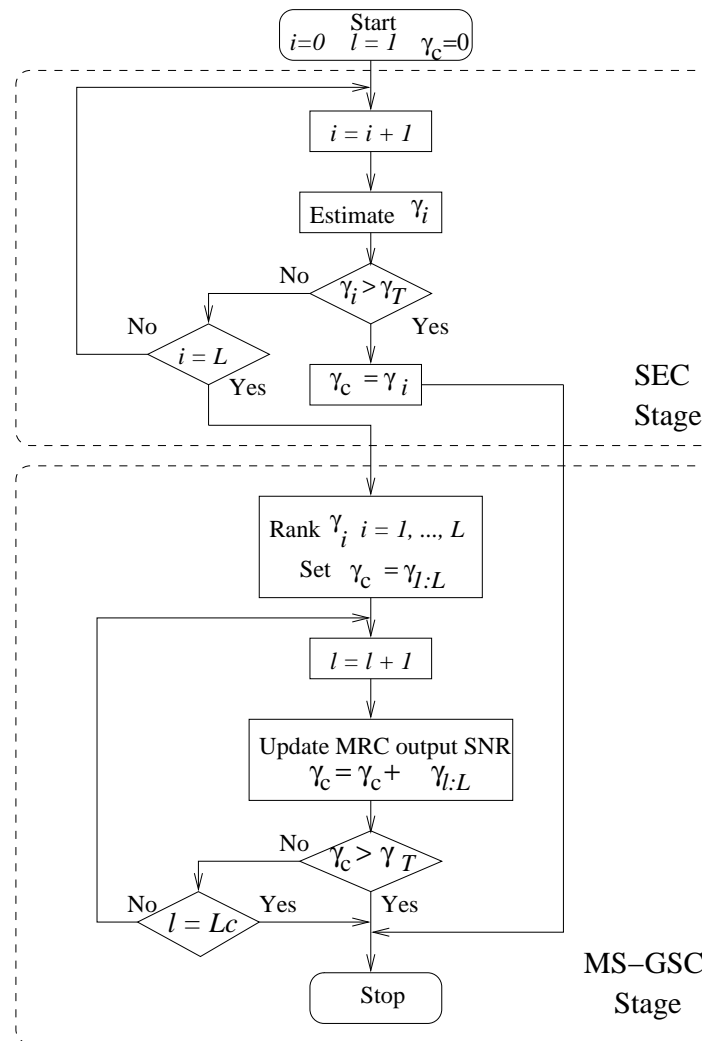 Start
i=0 l = 1 γc=0
i = i + 1
Estimate γi
No
γi > γT
Yes
No
i = L
Yes
γc = γi
SEC
Stage
Rank γi i = 1, ..., L
Set γc = γ1:L
l = l + 1
Update MRC output SNR
γc = γc + γl:L
No
γc > γT
Yes
No
l = Lc
Yes
Stop
MS−GSC
Stage